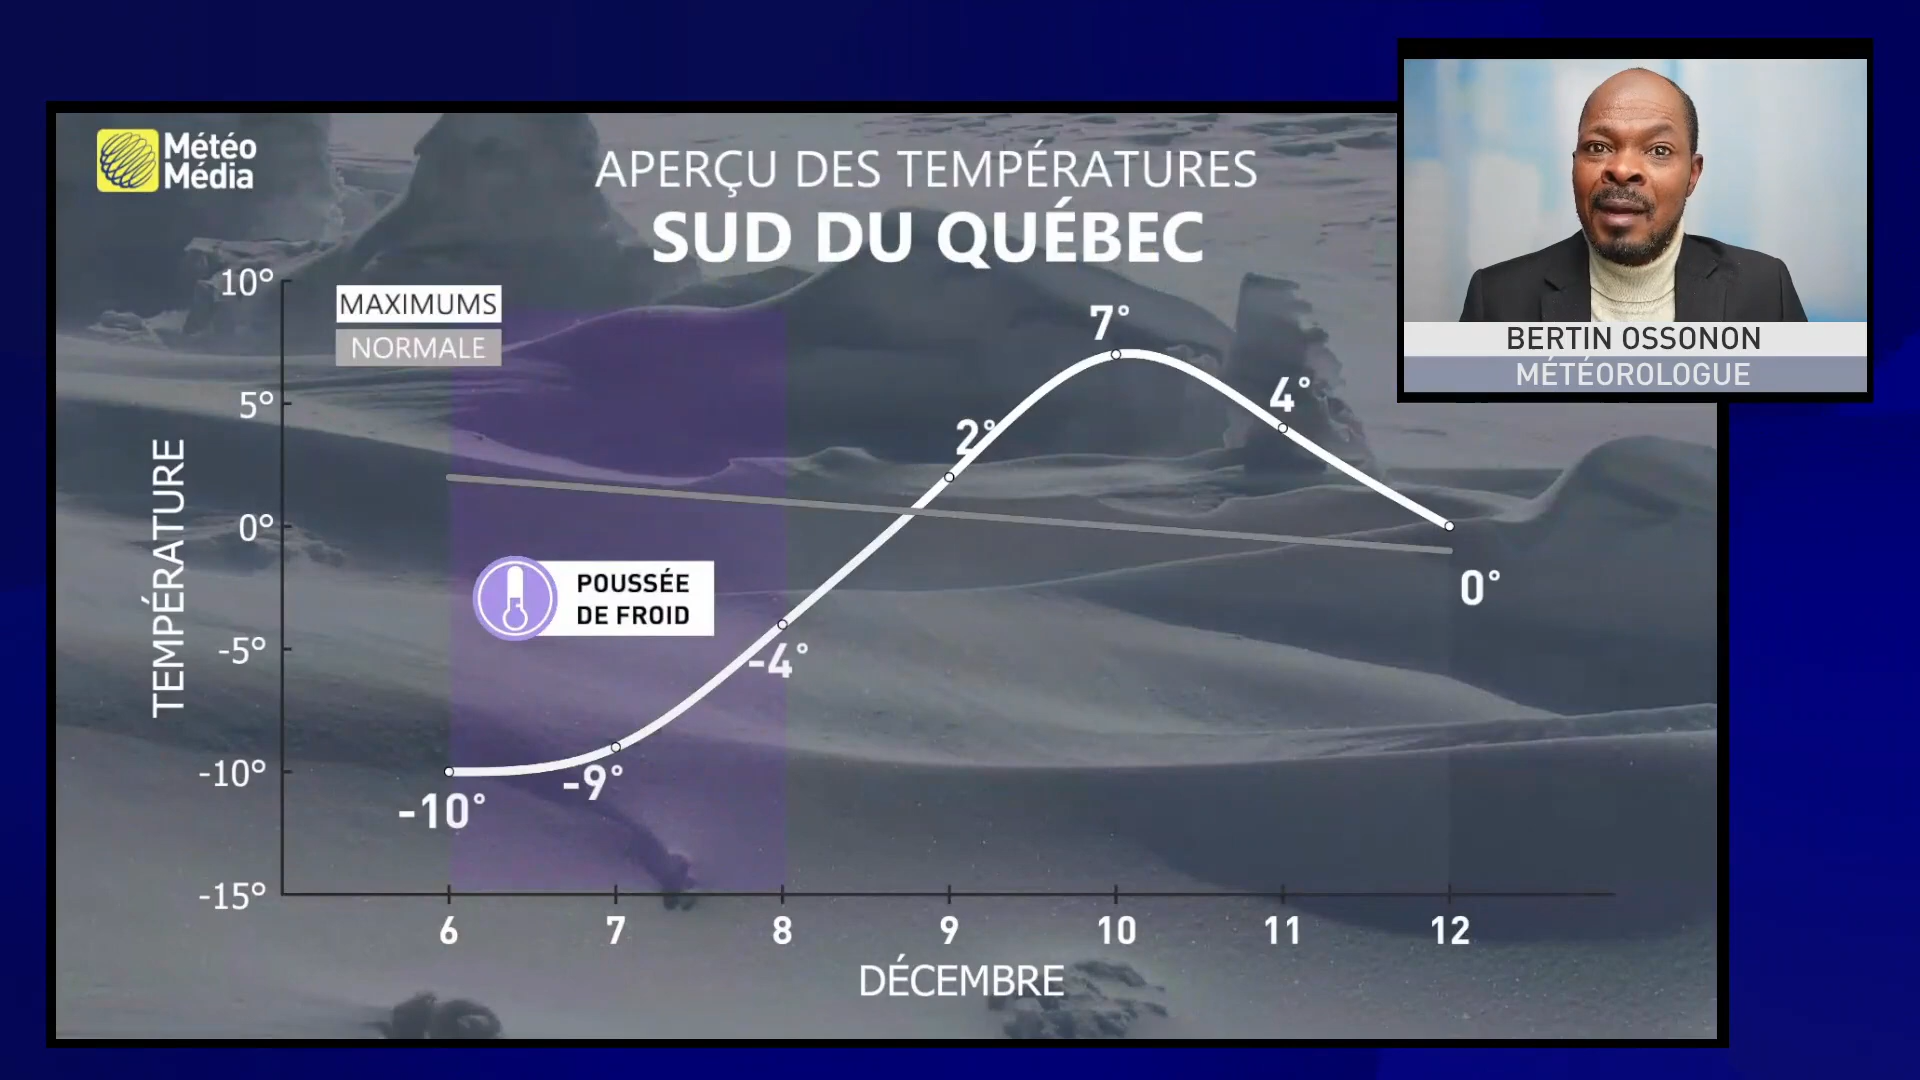 Météo
Média
APERÇU DES TEMPÉRATURES
SUD DU QUÉBEC
BERTIN OSSONON
MÉTÉOROLOGUE
MAXIMUMS
NORMALE
TEMPÉRATURE
10°
5°
0°
-5°
-10°
-15°
POUSSÉE
DE FROID
-10°
-9°
-4°
2°
7°
4°
0°
6 7 8 9 10 11 12
DÉCEMBRE